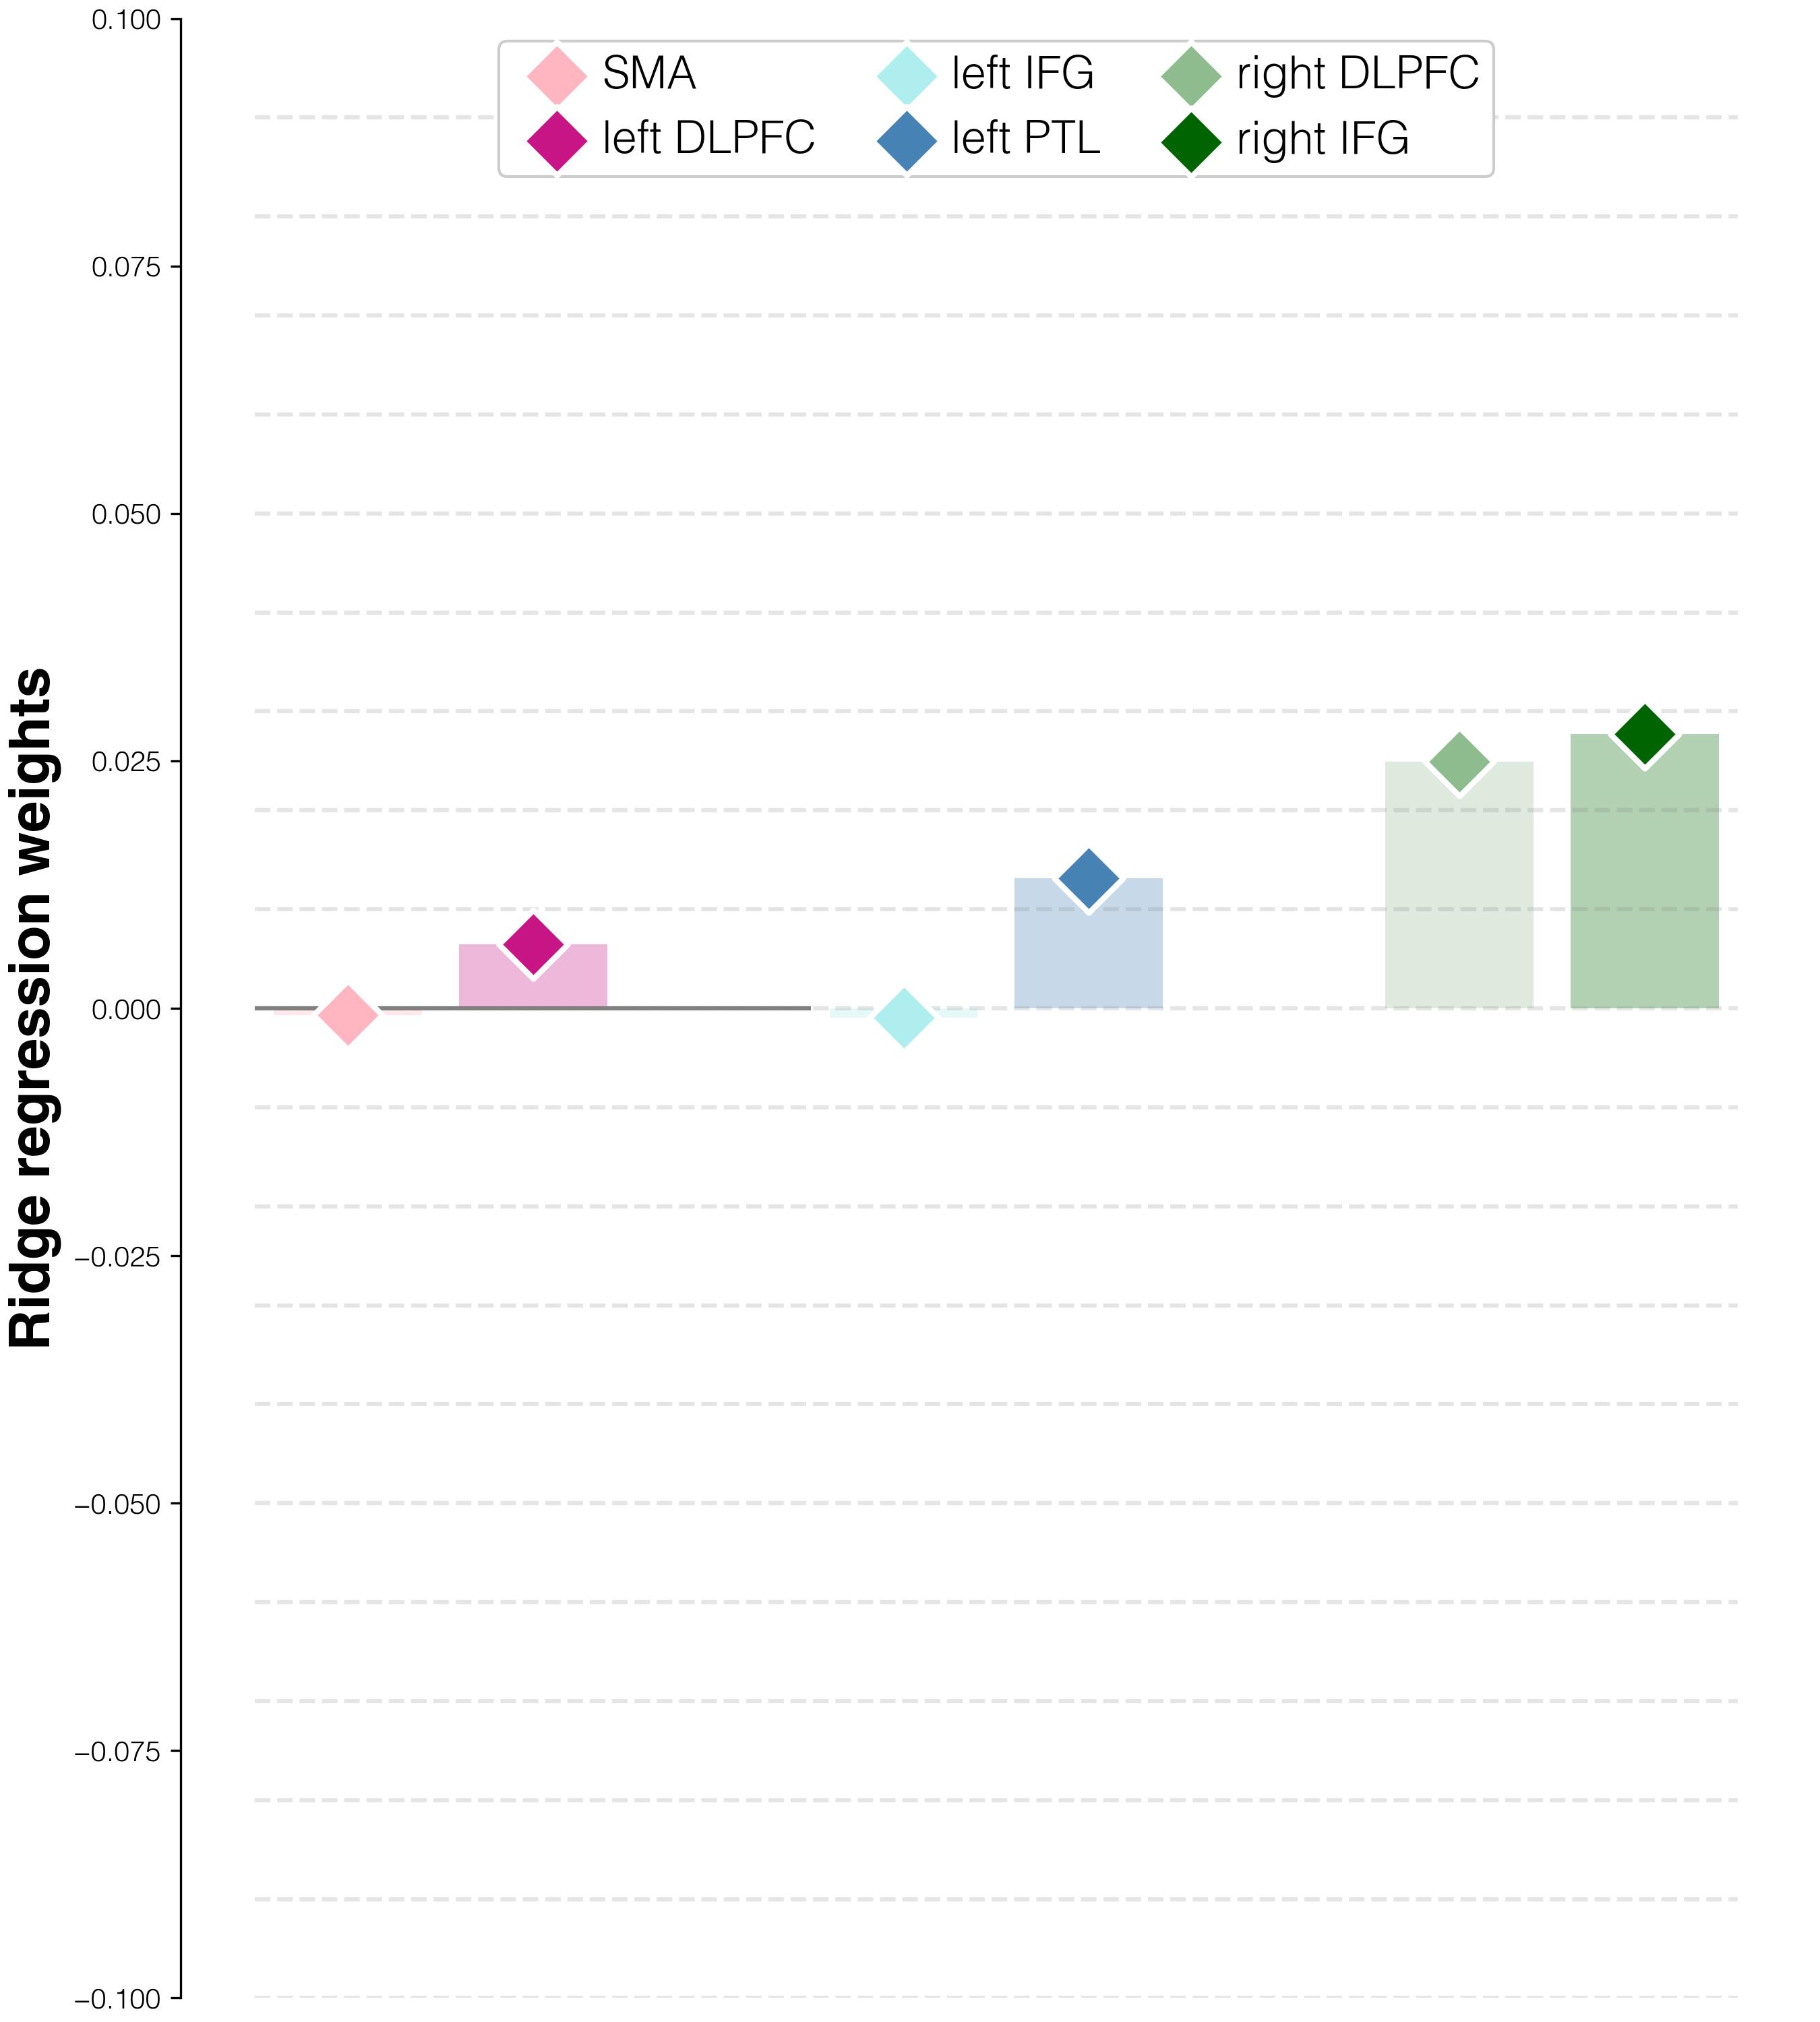 0.100
SMA
left IFG
right DLPFC
left DLPFC
left PTL
right IFG
0.075
0.050
0.025
0.000
−0.025
−0.050
−0.075
−0.100
Ridge regression weights